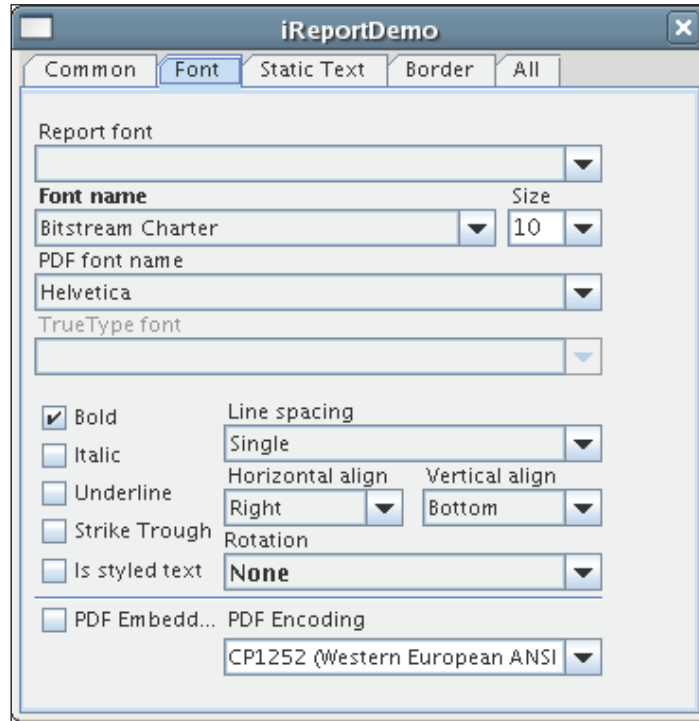 iReportDemo
Common Font Static Text Border All
Report font
Font name Size
Bitstream Charter 10
PDF font name
Helvetica
TrueType font
Bold Line spacing
Single
Italic
Horizontal align Vertical align
Underline
Right Bottom
Strike Trough
Rotation
Is styled text None
PDF Embedd... PDF Encoding
CP1252 (Western European ANSI